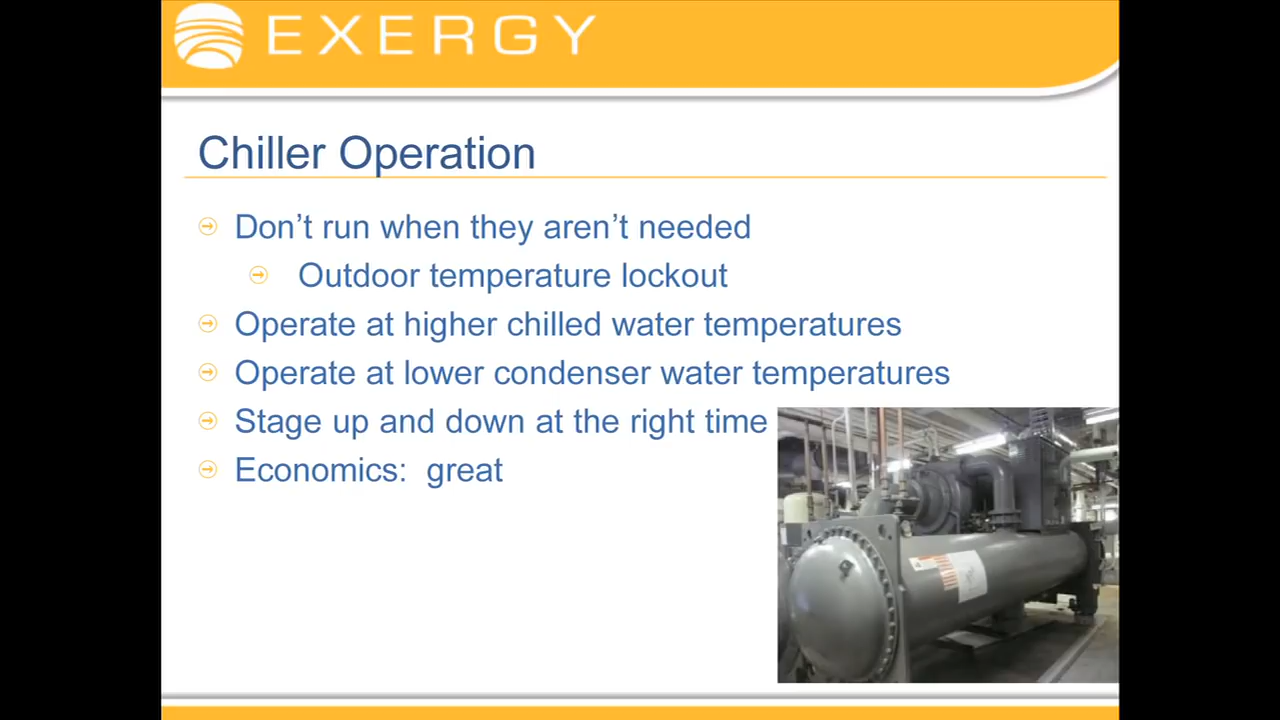 EXERGY
Chiller Operation
Don’t run when they aren’t needed
Outdoor temperature lockout
Operate at higher chilled water temperatures
Operate at lower condenser water temperatures
Stage up and down at the right time
Economics:  great